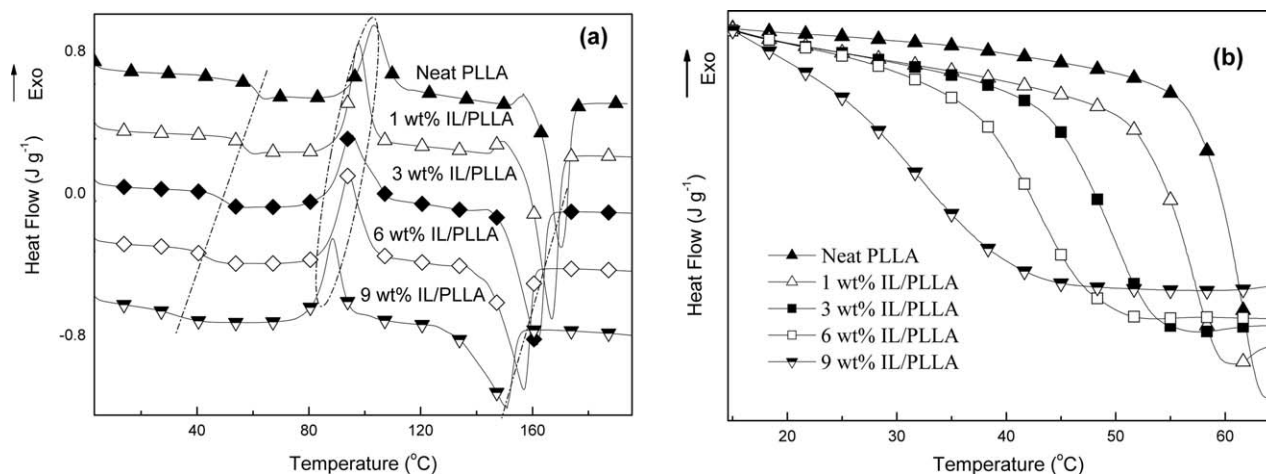 (a)
Exo
Heat Flow (J g⁻¹)
0.8
0.0
-0.8
Neat PLLA
1 wt% IL/PLLA
3 wt% IL/PLLA
6 wt% IL/PLLA
9 wt% IL/PLLA
0 40 80 120 160
Temperature (°C)
(b)
Exo
Heat Flow (J g⁻¹)
Neat PLLA
1 wt% IL/PLLA
3 wt% IL/PLLA
6 wt% IL/PLLA
9 wt% IL/PLLA
20 30 40 50 60
Temperature (°C)